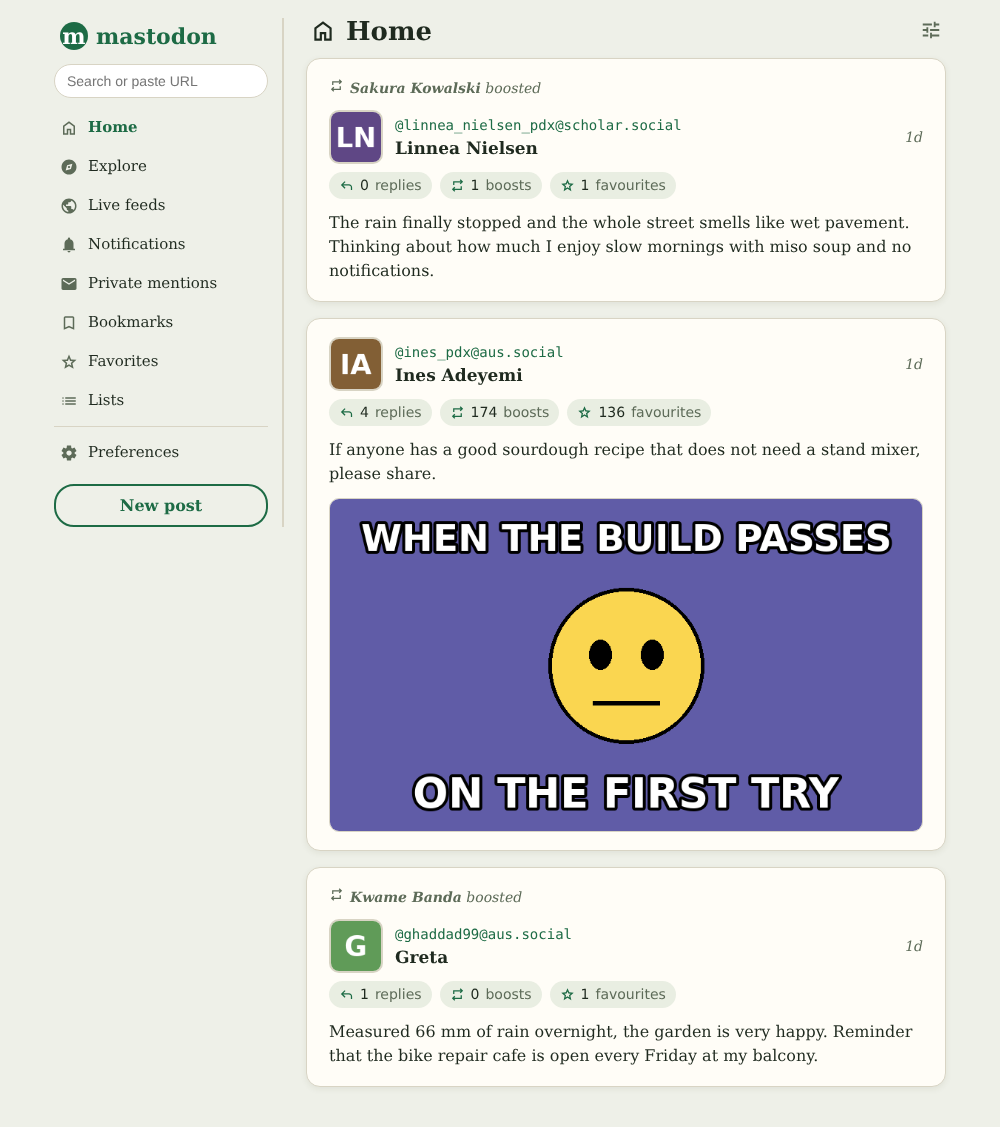 mastodon
Search or paste URL
Home
Explore
Live feeds
Notifications
Private mentions
Bookmarks
Favorites
Lists
Preferences
New post
Home
Sakura Kowalski boosted
LN
@linnea_nielsen_pdx@scholar.social
Linnea Nielsen
1d
0 replies
1 boosts
1 favourites
The rain finally stopped and the whole street smells like wet pavement.
Thinking about how much I enjoy slow mornings with miso soup and no
notifications.
IA
@ines_pdx@aus.social
Ines Adeyemi
1d
4 replies
174 boosts
136 favourites
If anyone has a good sourdough recipe that does not need a stand mixer,
please share.
WHEN THE BUILD PASSES
ON THE FIRST TRY
Kwame Banda boosted
G
@ghaddad99@aus.social
Greta
1d
1 replies
0 boosts
1 favourites
Measured 66 mm of rain overnight, the garden is very happy. Reminder
that the bike repair cafe is open every Friday at my balcony.